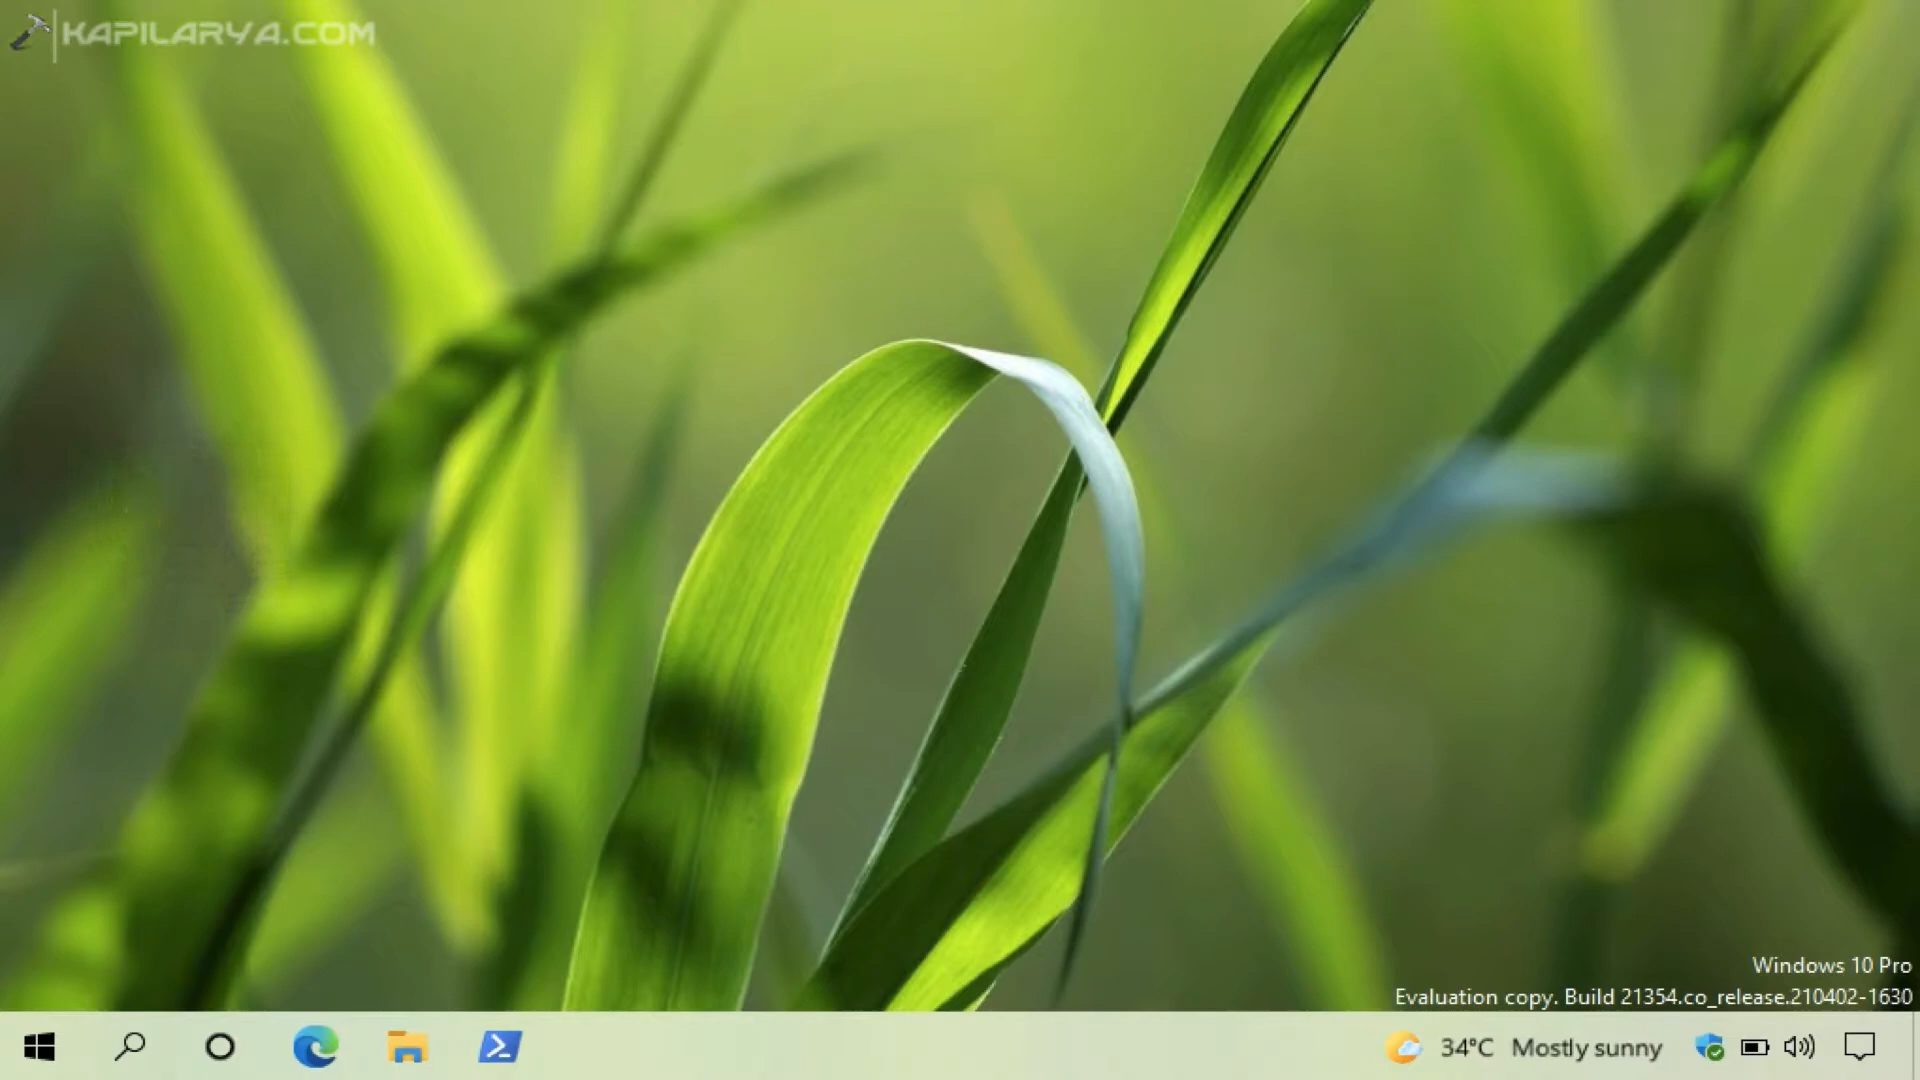 KAPILARYA.COM
Windows 10 Pro
Evaluation copy. Build 21354.co_release.210402-1630
34°C Mostly sunny